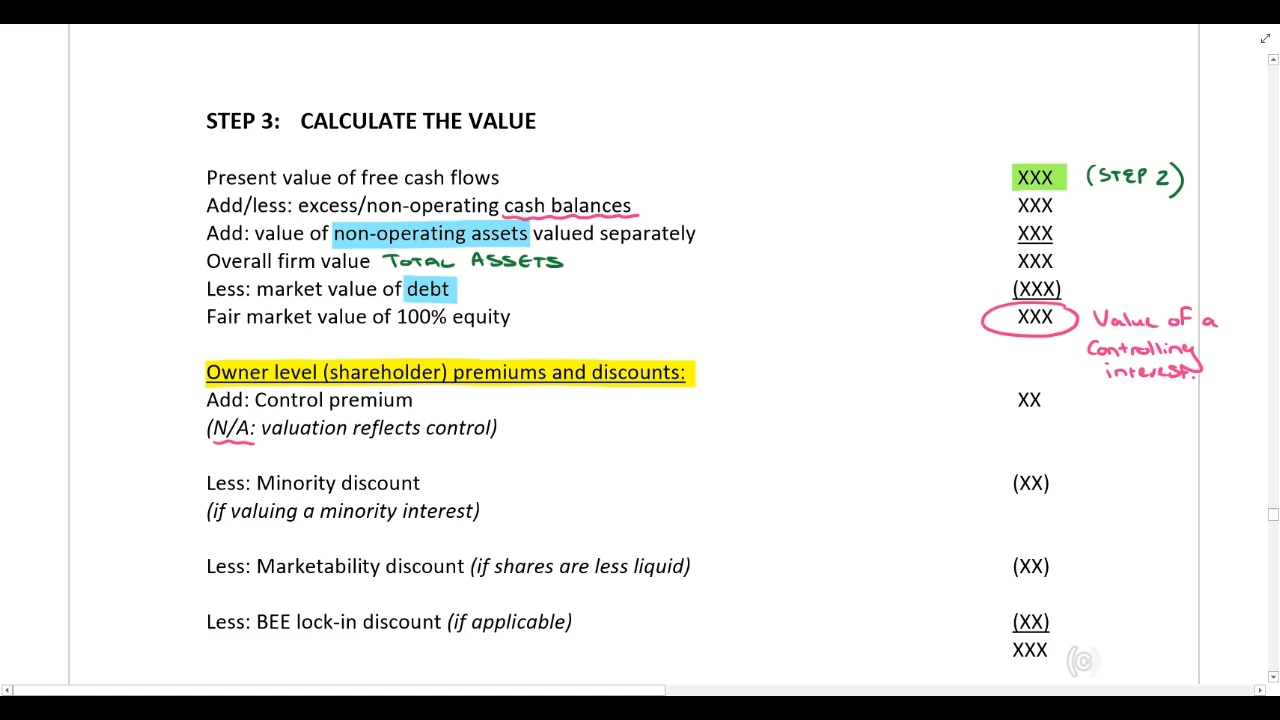 STEP 3: CALCULATE THE VALUE
Present value of free cash flows XXX (STEP 2)
Add/less: excess/non-operating cash balances XXX
Add: value of non-operating assets valued separately XXX
Overall firm value TOTAL ASSETS XXX
Less: market value of debt (XXX)
Fair market value of 100% equity XXX Value of a
controlling
interest.
Owner level (shareholder) premiums and discounts:
Add: Control premium XX
(N/A: valuation reflects control)
Less: Minority discount (XX)
(if valuing a minority interest)
Less: Marketability discount (if shares are less liquid) (XX)
Less: BEE lock-in discount (if applicable) (XX)
XXX